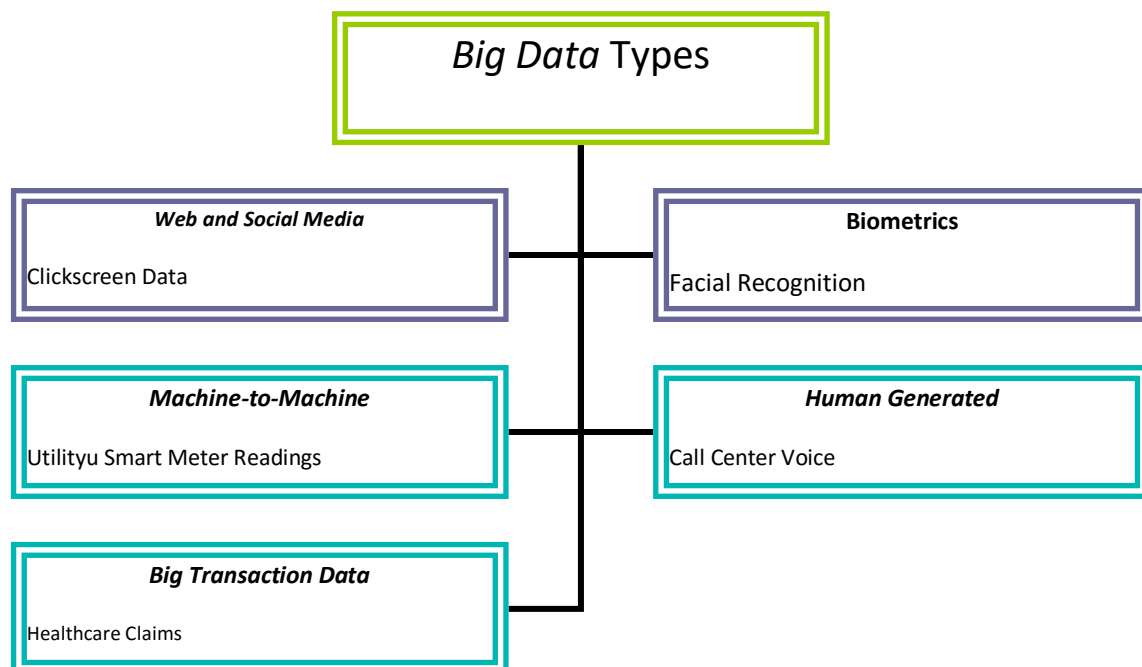 Big Data Types
Web and Social Media
Clickscreen Data
Biometrics
Facial Recognition
Machine-to-Machine
Utilityu Smart Meter Readings
Human Generated
Call Center Voice
Big Transaction Data
Healthcare Claims